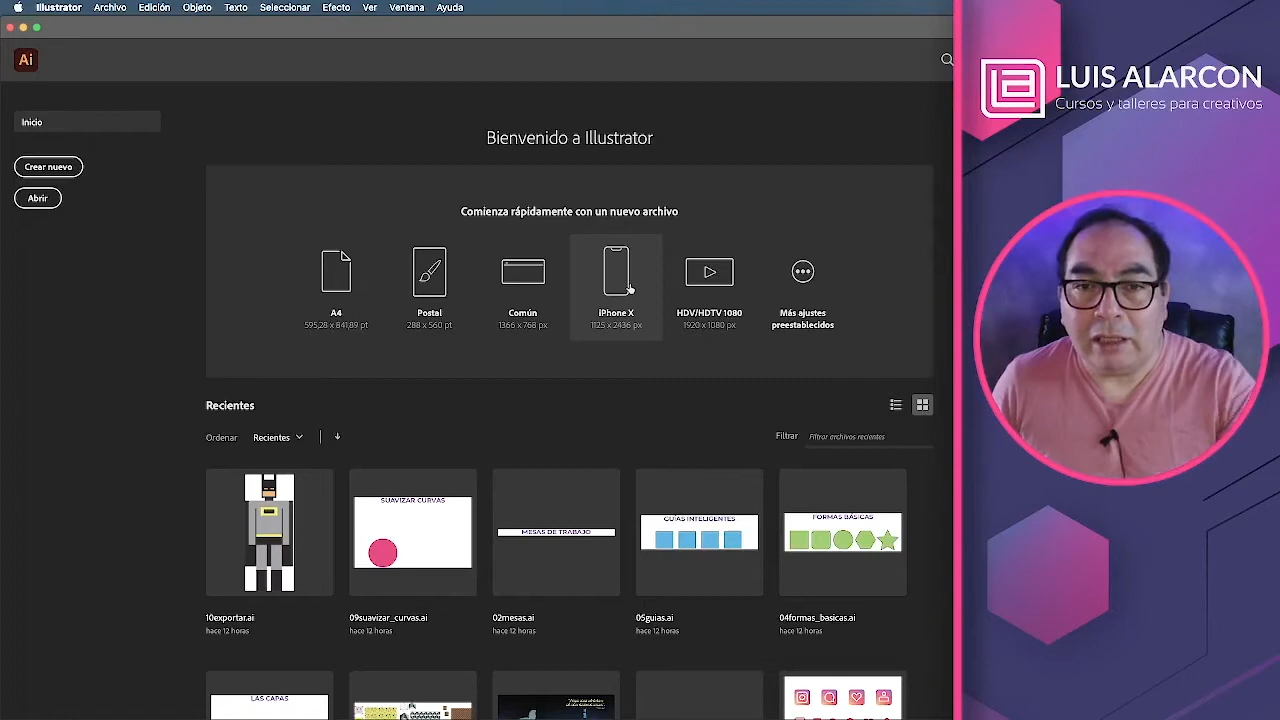 Illustrator Archivo Edición Objeto Texto Seleccionar Efecto Ver Ventana Ayuda
Ai
LUIS ALARCON
Cursos y talleres para creativos
Inicio
Crear nuevo
Abrir
Bienvenido a Illustrator
Comienza rápidamente con un nuevo archivo
A4
595,28 x 841,89 pt
Postal
288 x 560 pt
Común
1366 x 768 px
iPhone X
1125 x 2436 px
HDV/HDTV 1080
1920 x 1080 px
Más ajustes
preestablecidos
Recientes
Ordenar Recientes
Filtrar Filtrar archivos recientes
SUAVIZAR CURVAS
MESAS DE TRABAJO
GUÍAS INTELIGENTES
FORMAS BÁSICAS
10exportar.ai
hace 12 horas
09suavizar_curvas.ai
hace 12 horas
02mesas.ai
hace 12 horas
05guias.ai
hace 12 horas
04formas_basicas.ai
hace 12 horas
LAS CAPAS